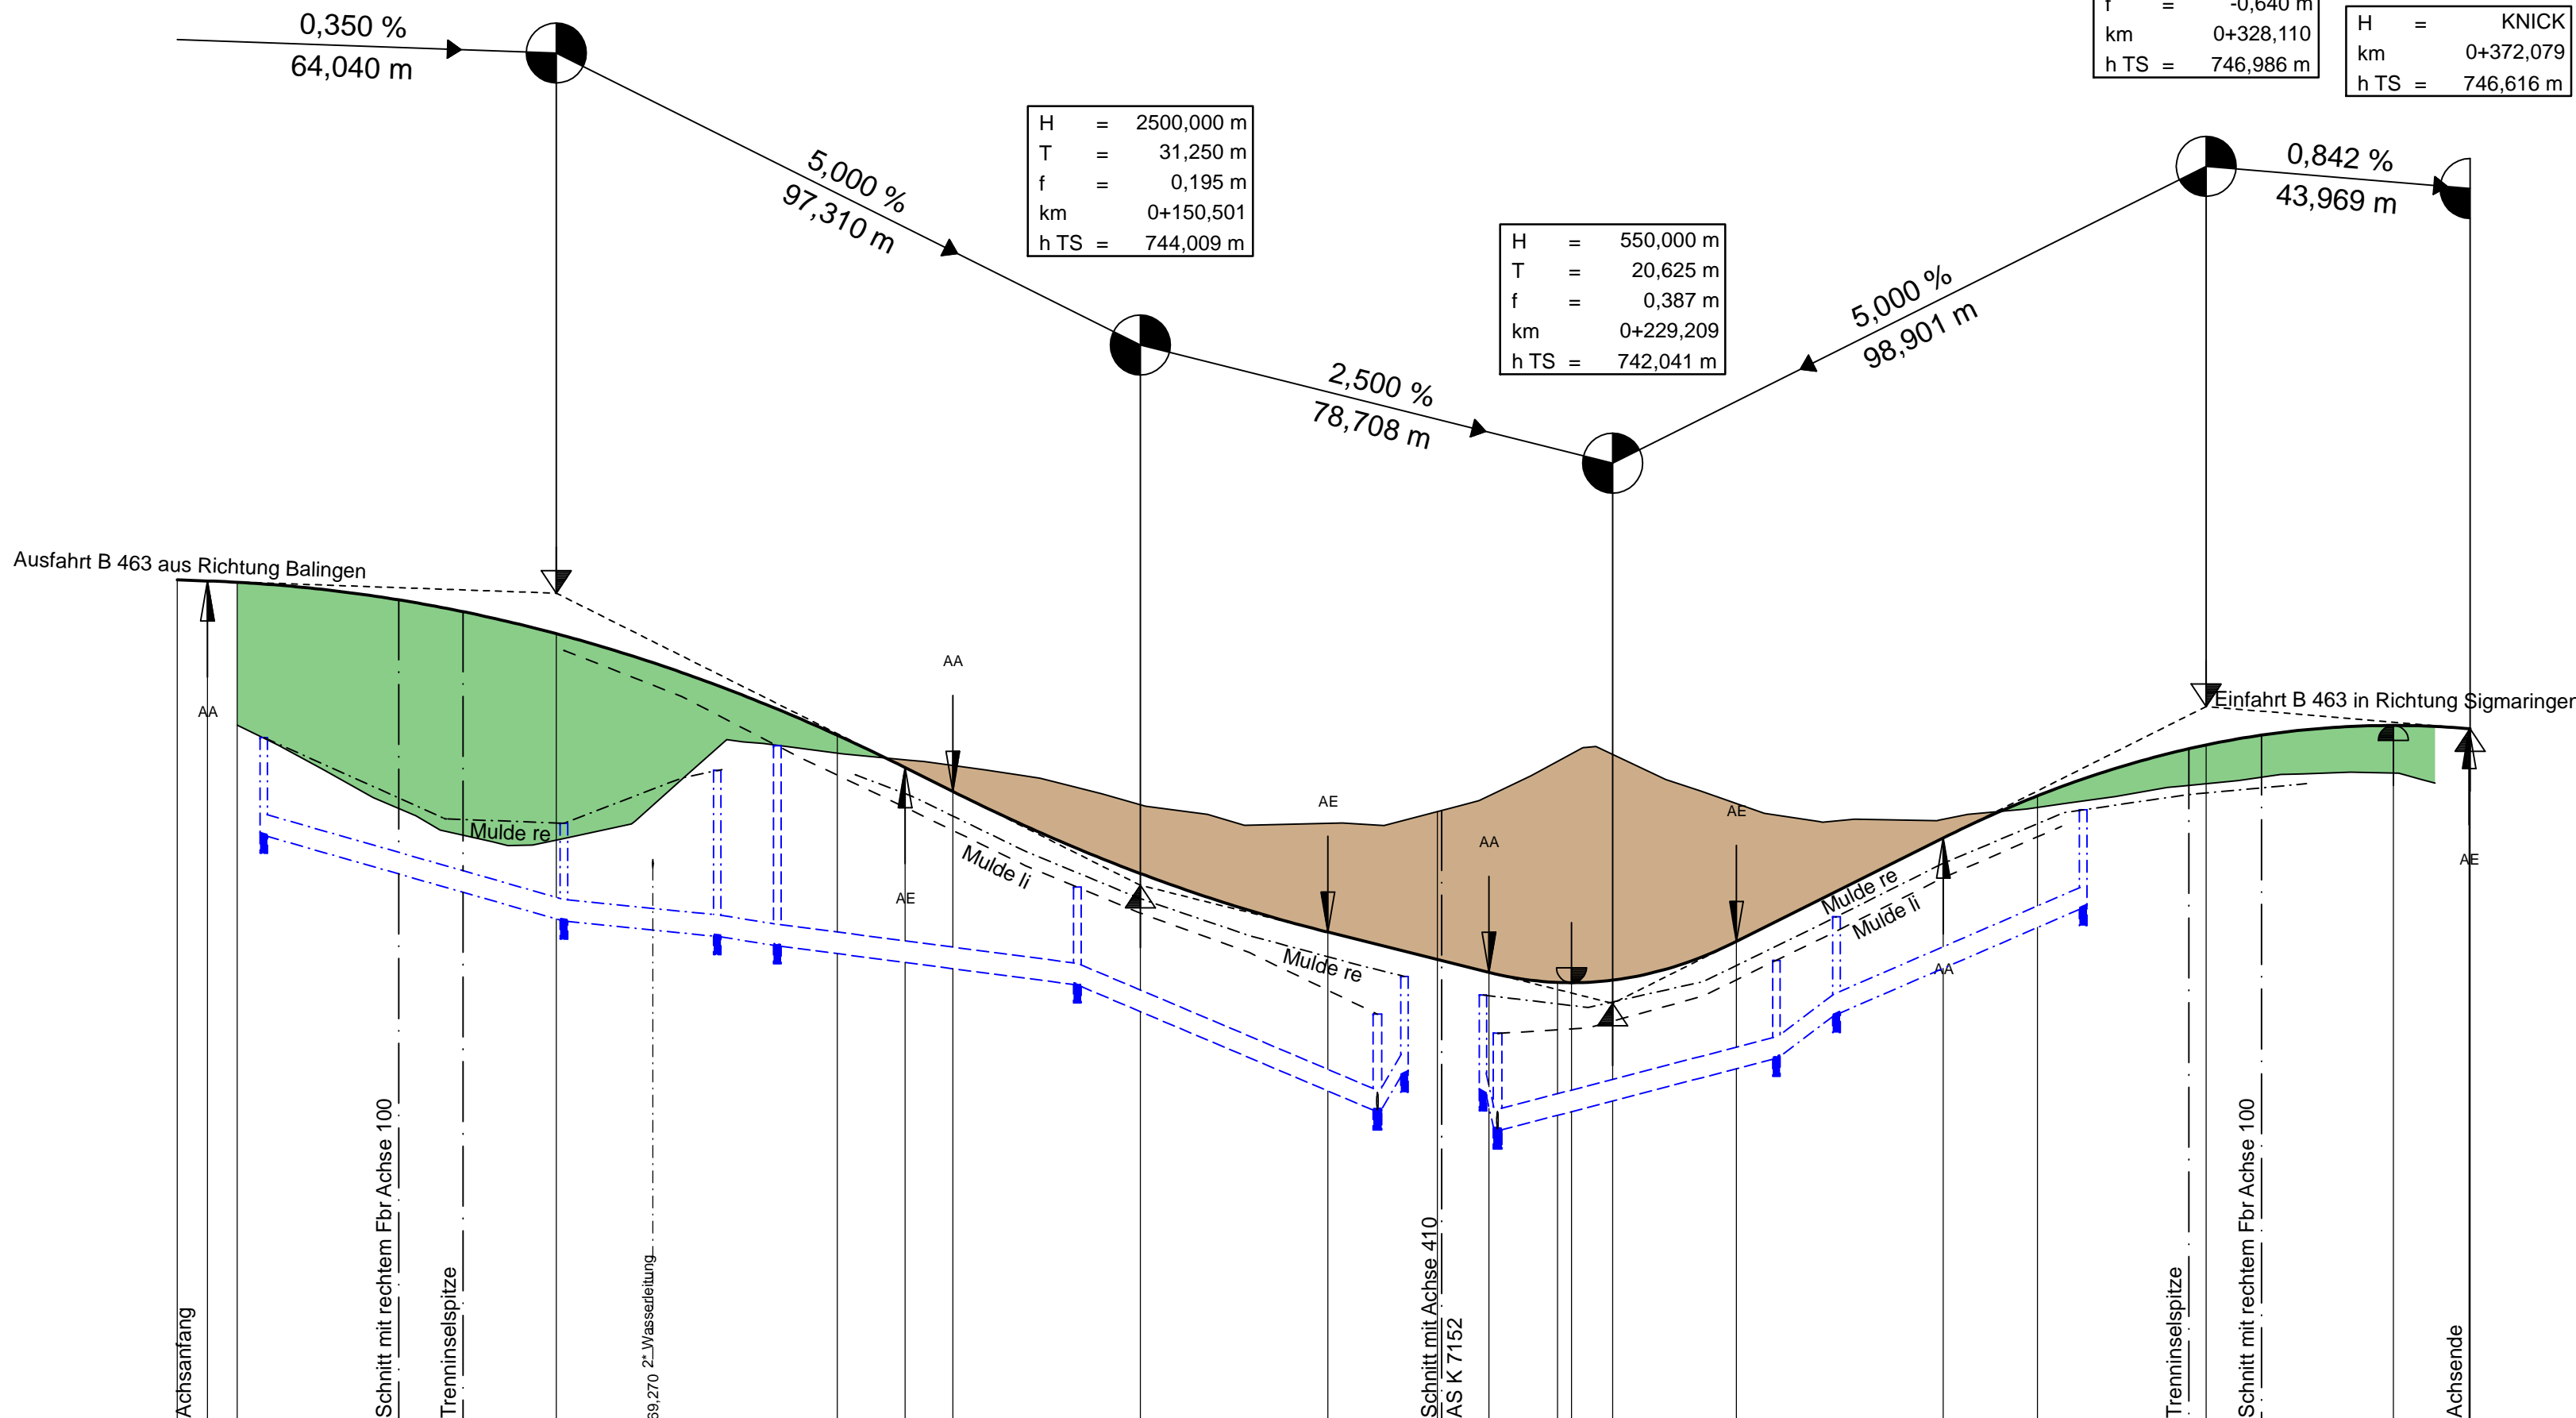 0,350 %
64,040 m
5,000 %
97,310 m
H = 2500,000 m
T = 31,250 m
f = 0,195 m
km 0+150,501
h TS = 744,009 m
2,500 %
78,708 m
H = 550,000 m
T = 20,625 m
f = 0,387 m
km 0+229,209
h TS = 742,041 m
5,000 %
98,901 m
f = -0,640 m
km 0+328,110
h TS = 746,986 m
H = KNICK
km 0+372,079
h TS = 746,616 m
0,842 %
43,969 m
Ausfahrt B 463 aus Richtung Balingen
Einfahrt B 463 in Richtung Sigmaringen
AA
AA
AE
AE
AA
AE
AA
AE
Mulde re
Mulde li
Mulde re
Mulde re
Mulde li
Achsanfang
Schnitt mit rechtem Fbr Achse 100
Trenninselspitze
69,270 2* Wasserleitung
Schnitt mit Achse 410
AS K 7152
Trenninselspitze
Schnitt mit rechtem Fbr Achse 100
Achsende